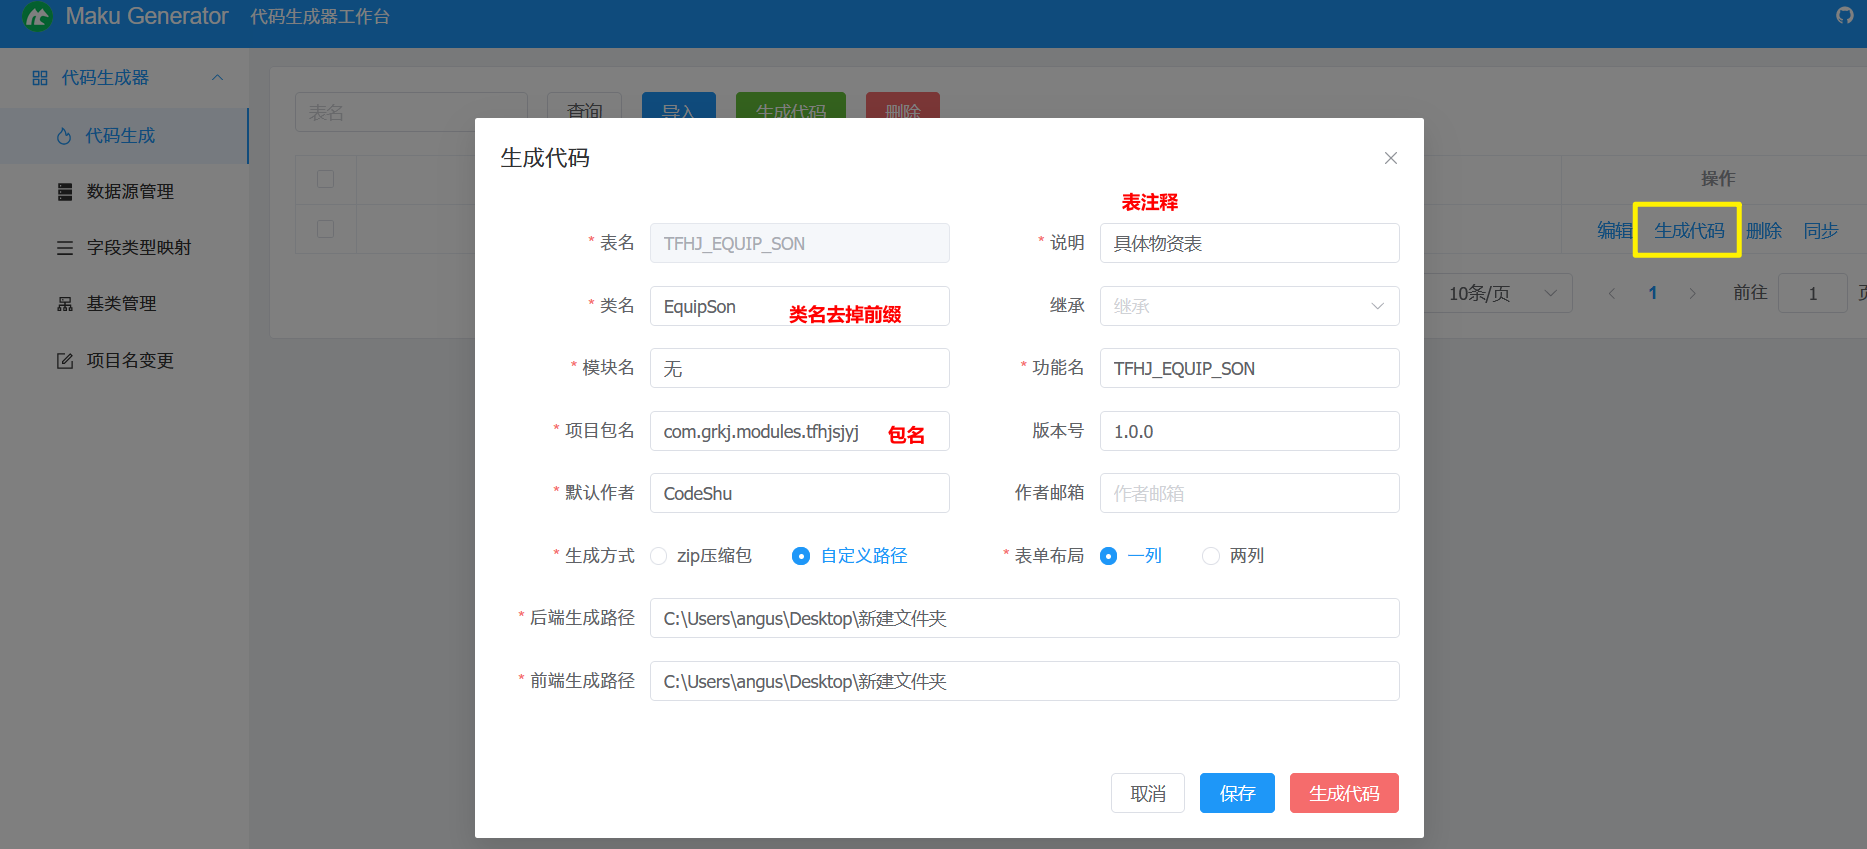 Maku Generator 代码生成器工作台
代码生成器
代码生成
数据源管理
字段类型映射
基类管理
项目名变更
表名 查询 导入 生成代码 删除
操作
编辑 生成代码 删除 同步
10条/页 1 前往 1
生成代码
表注释
* 表名 TFHJ_EQUIP_SON * 说明 具体物资表
* 类名 EquipSon 类名去掉前缀 继承 继承
* 模块名 无 * 功能名 TFHJ_EQUIP_SON
* 项目包名 com.grkj.modules.tfhjsjyj 包名 版本号 1.0.0
* 默认作者 CodeShu 作者邮箱 作者邮箱
* 生成方式 zip压缩包 自定义路径 * 表单布局 一列 两列
* 后端生成路径 C:\Users\angus\Desktop\新建文件夹
* 前端生成路径 C:\Users\angus\Desktop\新建文件夹
取消 保存 生成代码